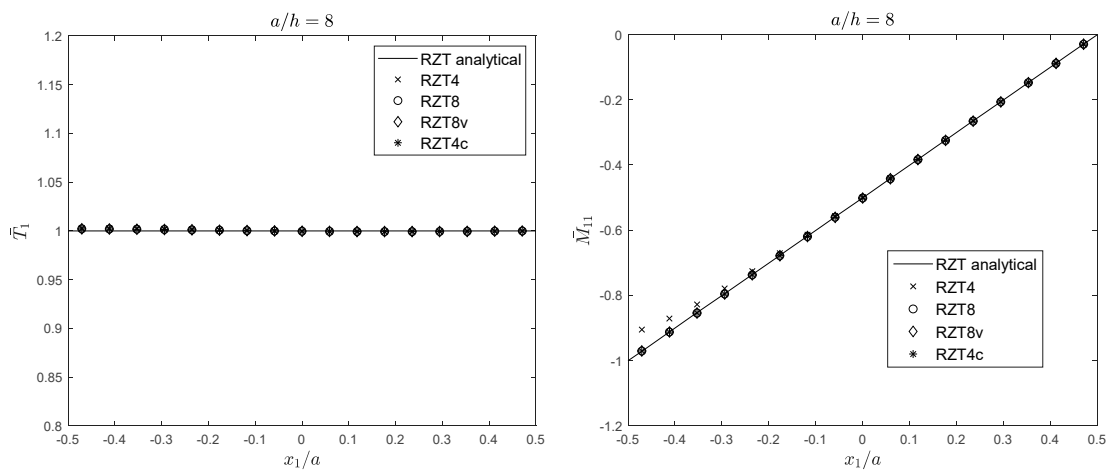 a/h = 8
1.2
1.15
1.1
1.05
1
0.95
0.9
0.85
0.8
T̄₁
-0.5 -0.4 -0.3 -0.2 -0.1 0 0.1 0.2 0.3 0.4 0.5
x₁/a
RZT analytical
RZT4
RZT8
RZT8v
RZT4c
a/h = 8
0
-0.2
-0.4
-0.6
-0.8
-1
-1.2
M̄₁₁
-0.5 -0.4 -0.3 -0.2 -0.1 0 0.1 0.2 0.3 0.4 0.5
x₁/a
RZT analytical
RZT4
RZT8
RZT8v
RZT4c